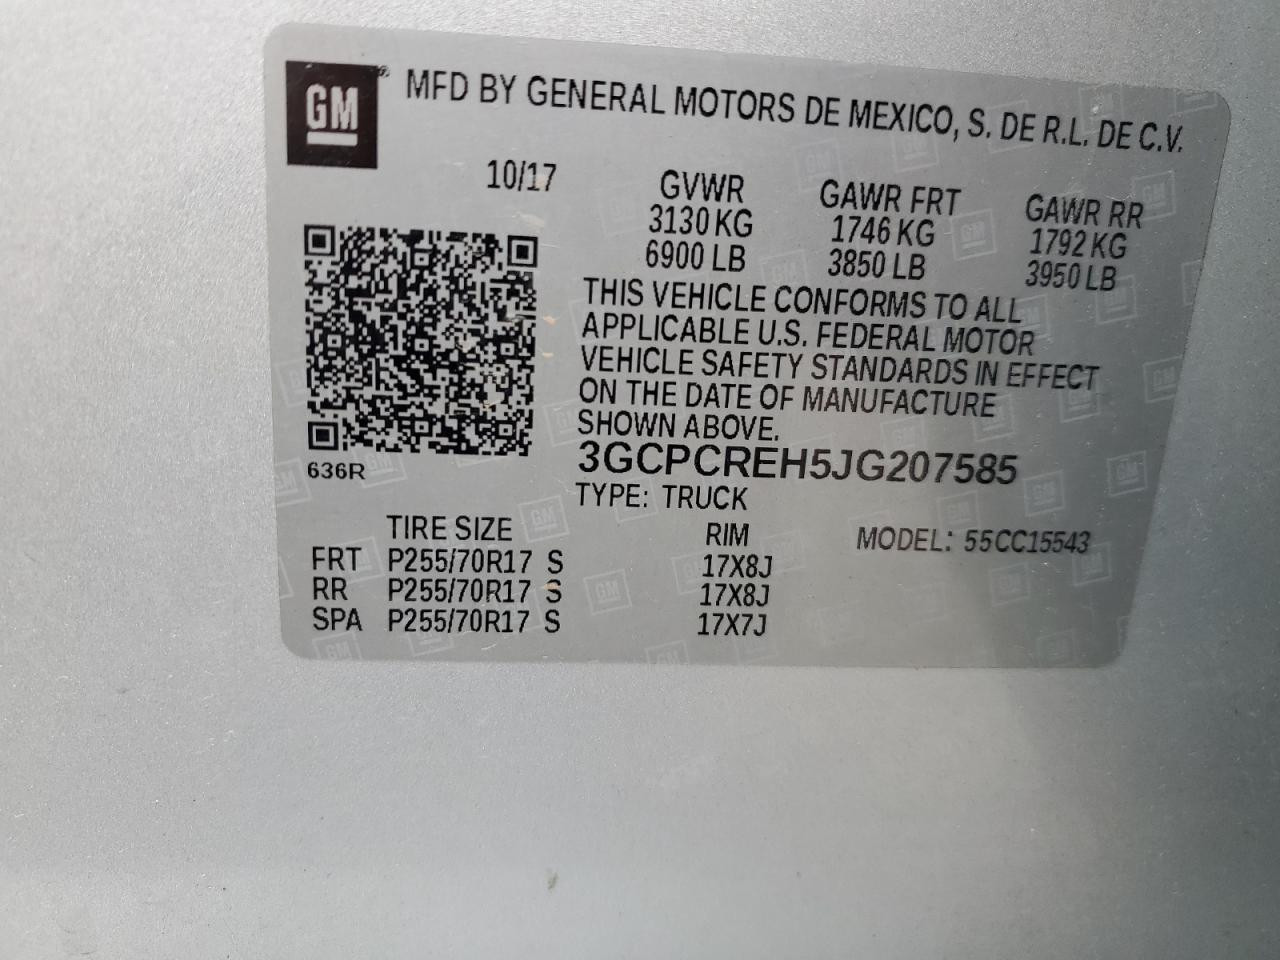 GM
MFD BY GENERAL MOTORS DE MEXICO, S. DE R.L. DE C.V.
10/17
GVWR GAWR FRT GAWR RR
3130 KG 1746 KG 1792 KG
6900 LB 3850 LB 3950 LB
THIS VEHICLE CONFORMS TO ALL
APPLICABLE U.S. FEDERAL MOTOR
VEHICLE SAFETY STANDARDS IN EFFECT
ON THE DATE OF MANUFACTURE
SHOWN ABOVE.
636R
3GCPCREH5JG207585
TYPE: TRUCK
TIRE SIZE RIM MODEL: 55CC15543
FRT P255/70R17 S 17X8J
RR P255/70R17 S 17X8J
SPA P255/70R17 S 17X7J